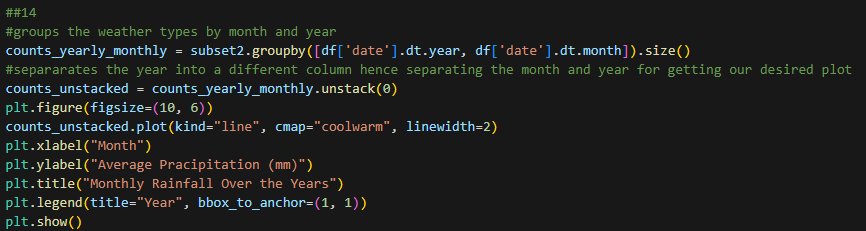 ##14
#groups the weather types by month and year
counts_yearly_monthly = subset2.groupby([df['date'].dt.year, df['date'].dt.month]).size()
#separarates the year into a different column hence separating the month and year for getting our desired plot
counts_unstacked = counts_yearly_monthly.unstack(0)
plt.figure(figsize=(10, 6))
counts_unstacked.plot(kind="line", cmap="coolwarm", linewidth=2)
plt.xlabel("Month")
plt.ylabel("Average Pracipitation (mm)")
plt.title("Monthly Rainfall Over the Years")
plt.legend(title="Year", bbox_to_anchor=(1, 1))
plt.show()